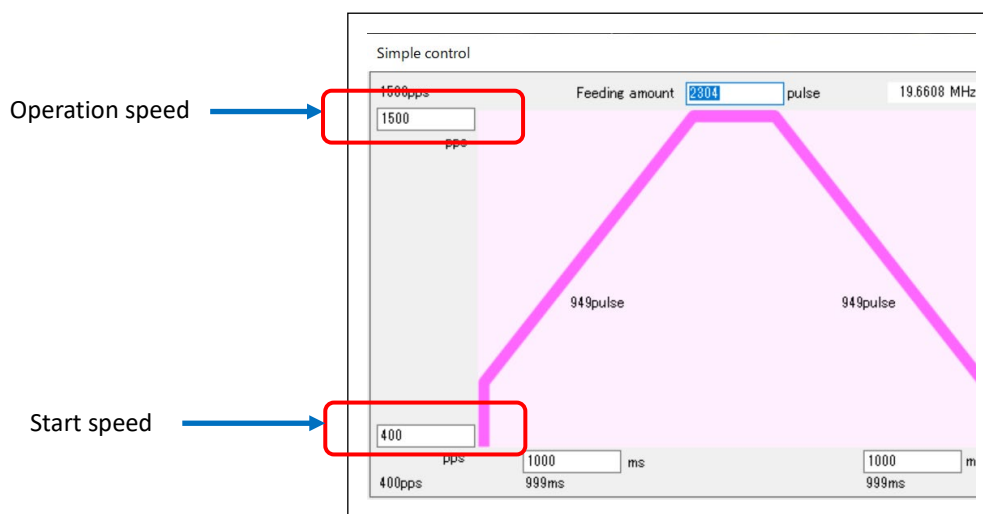 Simple control
1500pps
Feeding amount 2304 pulse
19.6608 MHz
Operation speed
1500
pps
949pulse
949pulse
Start speed
400
pps
1000 ms
1000 m
400pps
999ms
999ms